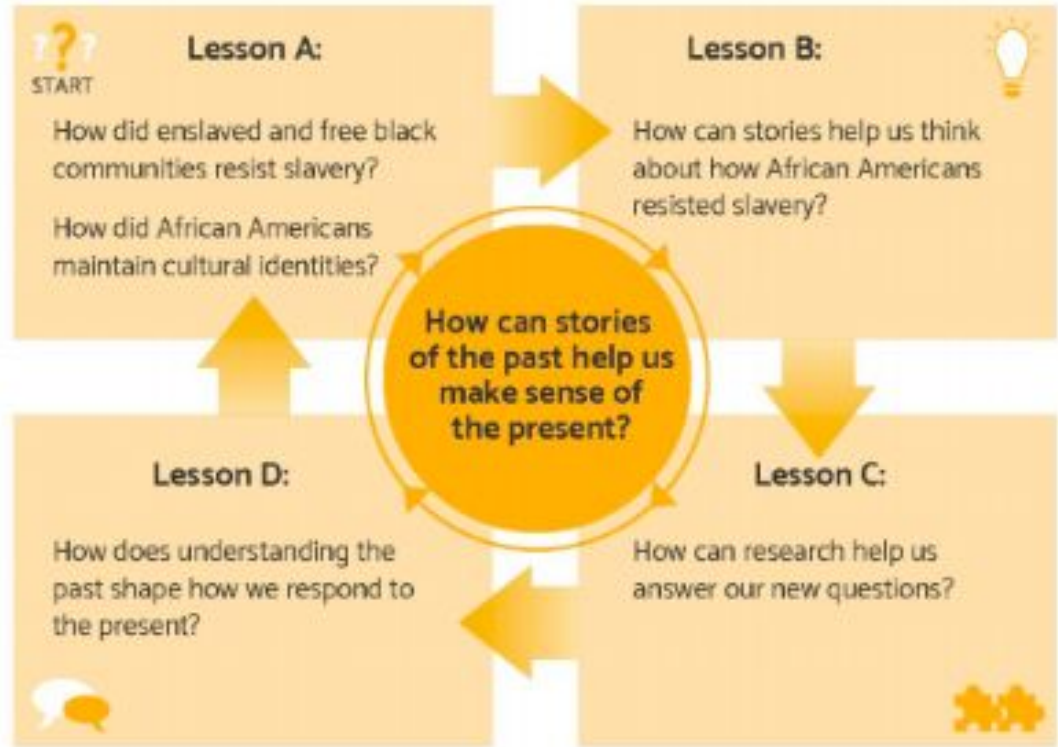 ???
START
Lesson A:
How did enslaved and free black
communities resist slavery?
How did African Americans
maintain cultural identities?
Lesson B:
How can stories help us think
about how African Americans
resisted slavery?
How can stories
of the past help us
make sense of
the present?
Lesson D:
How does understanding the
past shape how we respond to
the present?
Lesson C:
How can research help us
answer our new questions?